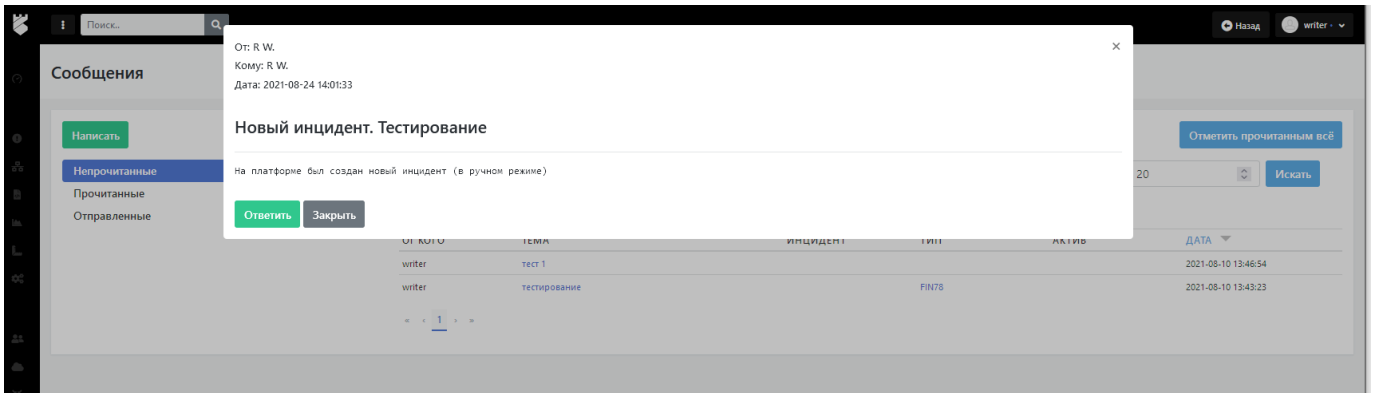 Поиск..
Назад
writer -
Сообщения
От: R W.
Кому: R W.
Дата: 2021-08-24 14:01:33
Новый инцидент. Тестирование
На платформе был создан новый инцидент (в ручном режиме)
Ответить Закрыть
Написать
Отметить прочитанным всё
Непрочитанные
Прочитанные
Отправленные
20
Искать
ОТ КОГО ТЕМА ИНЦИДЕНТ ТИП АКТИВ ДАТА
writer тест 1 2021-08-10 13:46:54
writer тестирование FIN78 2021-08-10 13:43:23
« ‹ 1 › »